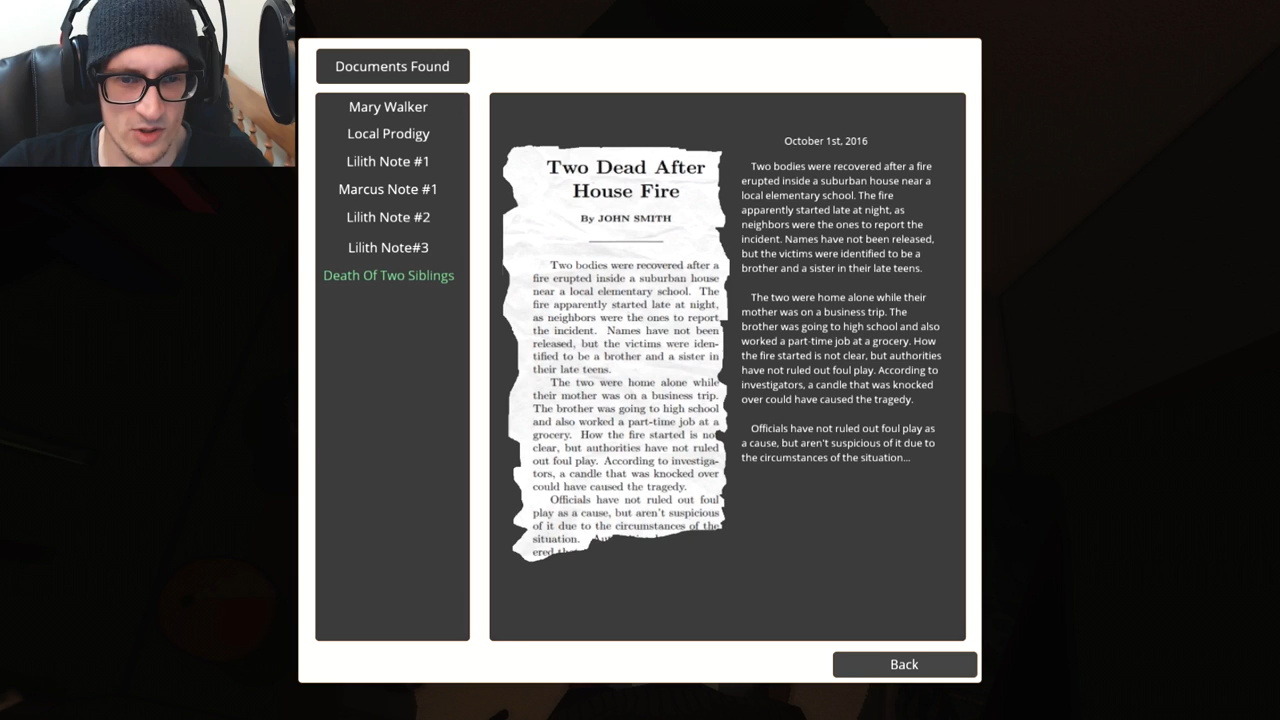 Documents Found
Mary Walker
Local Prodigy
Lilith Note #1
Marcus Note #1
Lilith Note #2
Lilith Note#3
Death Of Two Siblings
Two Dead After
House Fire
By JOHN SMITH
Two bodies were recovered after a
fire erupted inside a suburban house
near a local elementary school. The
fire apparently started late at night,
as neighbors were the ones to report
the incident. Names have not been
released, but the victims were iden-
tified to be a brother and a sister in
their late teens.
The two were home alone while
their mother was on a business trip.
The brother was going to high school
and also worked a part-time job at a
grocery. How the fire started is not
clear, but authorities have not ruled
out foul play. According to investiga-
tors, a candle that was knocked over
could have caused the tragedy.
Officials have not ruled out foul
play as a cause, but aren't suspicious
of it due to the circumstances of the
situation.
October 1st, 2016
Two bodies were recovered after a fire
erupted inside a suburban house near a
local elementary school. The fire
apparently started late at night, as
neighbors were the ones to report the
incident. Names have not been released,
but the victims were identified to be a
brother and a sister in their late teens.
The two were home alone while their
mother was on a business trip. The
brother was going to high school and also
worked a part-time job at a grocery. How
the fire started is not clear, but authorities
have not ruled out foul play. According to
investigators, a candle that was knocked
over could have caused the tragedy.
Officials have not ruled out foul play as
a cause, but aren't suspicious of it due to
the circumstances of the situation...
Back